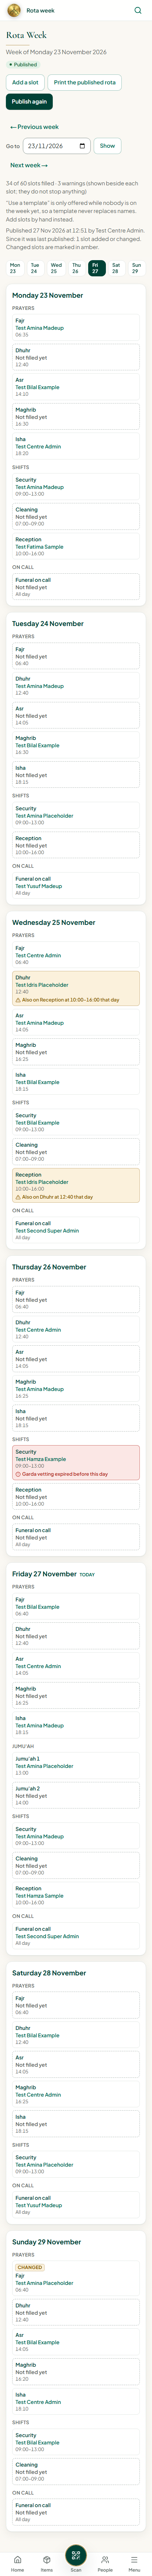 Rota week
Rota Week
Week of Monday 23 November 2026
Published
Add a slot
Print the published rota
Publish again
← Previous week
Go to
23/11/2026
Show
Next week →
34 of 60 slots filled · 3 warnings (shown beside each slot; they do not stop anything)
"Use a template" is only offered while a week has no slots yet, so a template never replaces names. Add slots by hand instead.
Published 27 Nov 2026 at 12:51 by Test Centre Admin. Since it was last published: 1 slot added or changed. Changed slots are marked amber.
Mon 23
Tue 24
Wed 25
Thu 26
Fri 27
Sat 28
Sun 29
Monday 23 November
PRAYERS
Fajr
Test Amina Madeup
06:35
Dhuhr
Not filled yet
12:40
Asr
Test Bilal Example
14:10
Maghrib
Not filled yet
16:30
Isha
Test Centre Admin
18:20
SHIFTS
Security
Test Amina Madeup
09:00–13:00
Cleaning
Not filled yet
07:00–09:00
Reception
Test Fatima Sample
10:00–16:00
ON CALL
Funeral on call
Not filled yet
All day
Tuesday 24 November
PRAYERS
Fajr
Not filled yet
06:40
Dhuhr
Test Amina Madeup
12:40
Asr
Not filled yet
14:05
Maghrib
Test Bilal Example
16:30
Isha
Not filled yet
18:15
SHIFTS
Security
Test Amina Placeholder
09:00–13:00
Reception
Not filled yet
10:00–16:00
ON CALL
Funeral on call
Test Yusuf Madeup
All day
Wednesday 25 November
PRAYERS
Fajr
Test Centre Admin
06:40
Dhuhr
Test Idris Placeholder
12:40
Also on Reception at 10:00–16:00 that day
Asr
Test Amina Madeup
14:05
Maghrib
Not filled yet
16:25
Isha
Test Bilal Example
18:15
SHIFTS
Security
Test Bilal Example
09:00–13:00
Cleaning
Not filled yet
07:00–09:00
Reception
Test Idris Placeholder
10:00–16:00
Also on Dhuhr at 12:40 that day
ON CALL
Funeral on call
Test Second Super Admin
All day
Thursday 26 November
PRAYERS
Fajr
Not filled yet
06:40
Dhuhr
Test Centre Admin
12:40
Asr
Not filled yet
14:05
Maghrib
Test Amina Madeup
16:25
Isha
Not filled yet
18:15
SHIFTS
Security
Test Hamza Example
09:00–13:00
Garda vetting expired before this day
Reception
Not filled yet
10:00–16:00
ON CALL
Funeral on call
Not filled yet
All day
Friday 27 November TODAY
PRAYERS
Fajr
Test Bilal Example
06:40
Dhuhr
Not filled yet
12:40
Asr
Test Centre Admin
14:05
Maghrib
Not filled yet
16:25
Isha
Test Amina Madeup
18:15
JUMU'AH
Jumu'ah 1
Test Amina Placeholder
13:00
Jumu'ah 2
Not filled yet
14:00
SHIFTS
Security
Test Amina Madeup
09:00–13:00
Cleaning
Not filled yet
07:00–09:00
Reception
Test Hamza Sample
10:00–16:00
ON CALL
Funeral on call
Test Second Super Admin
All day
Saturday 28 November
PRAYERS
Fajr
Not filled yet
06:40
Dhuhr
Test Bilal Example
12:40
Asr
Not filled yet
14:05
Maghrib
Test Centre Admin
16:25
Isha
Not filled yet
18:15
SHIFTS
Security
Test Amina Placeholder
09:00–13:00
ON CALL
Funeral on call
Test Yusuf Madeup
All day
Sunday 29 November
PRAYERS
CHANGED
Fajr
Test Amina Placeholder
06:40
Dhuhr
Not filled yet
12:40
Asr
Test Bilal Example
14:05
Maghrib
Not filled yet
16:20
Isha
Test Centre Admin
18:10
SHIFTS
Security
Test Bilal Example
09:00–13:00
Cleaning
Not filled yet
07:00–09:00
ON CALL
Funeral on call
Not filled yet
All day
Home
Items
Scan
People
Menu